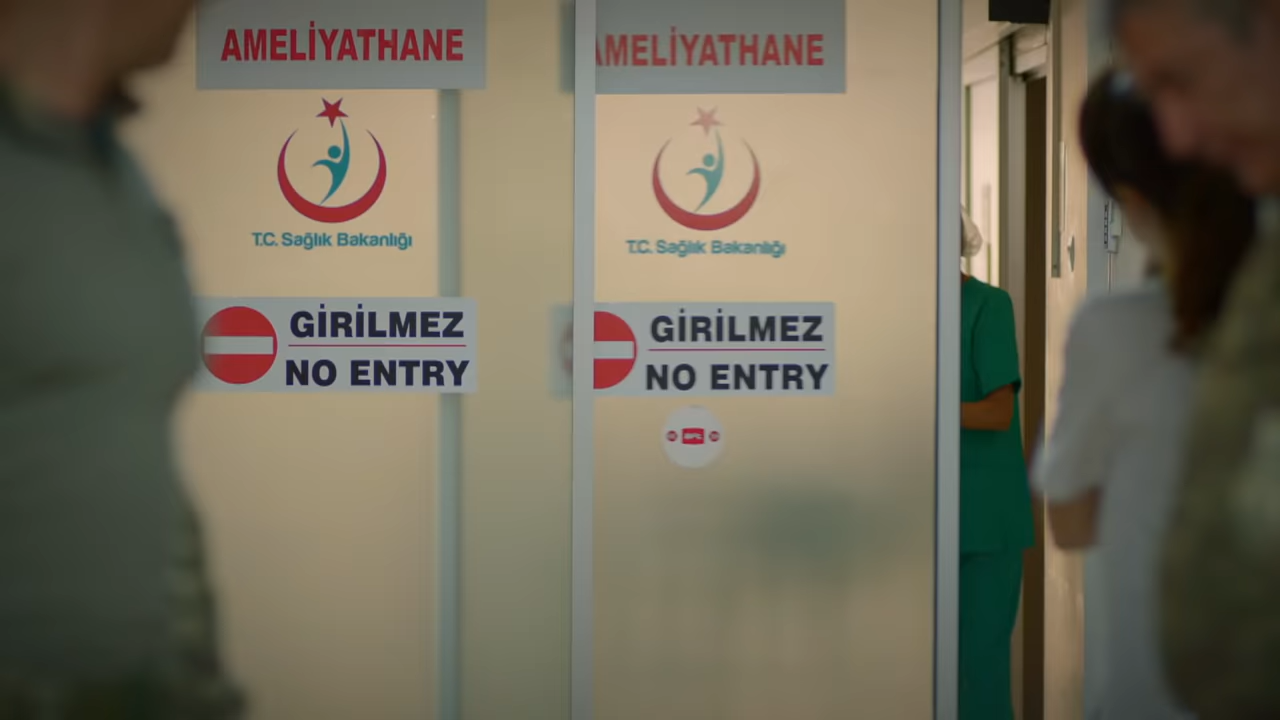 AMELİYATHANE
T.C. Sağlık Bakanlığı
GİRİLMEZ
NO ENTRY
AMELİYATHANE
T.C. Sağlık Bakanlığı
GİRİLMEZ
NO ENTRY